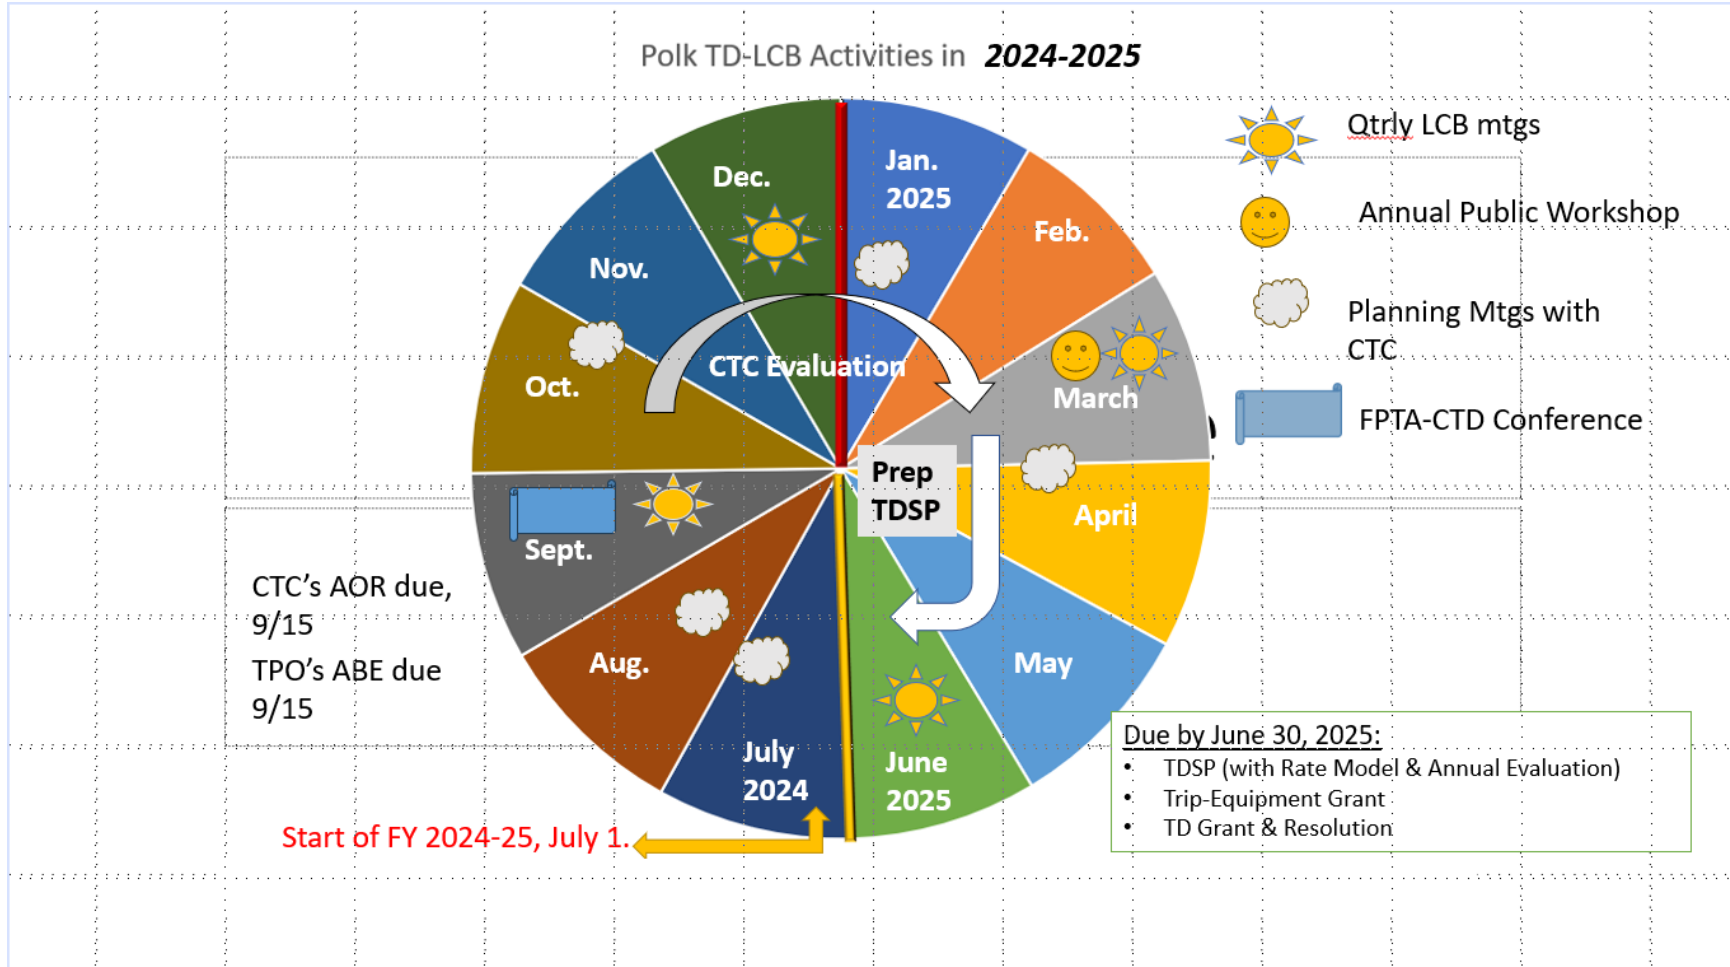 Polk TD-LCB Activities in 2024-2025
Qtrly LCB mtgs
Annual Public Workshop
Planning Mtgs with
CTC
FPTA-CTD Conference
Jan.
2025
Feb.
March
April
May
June
2025
July
2024
Aug.
Sept.
Oct.
Nov.
Dec.
CTC Evaluation
Prep
TDSP
CTC’s AOR due,
9/15
TPO’s ABE due
9/15
Start of FY 2024-25, July 1.
Due by June 30, 2025:
• TDSP (with Rate Model & Annual Evaluation)
• Trip-Equipment Grant
• TD Grant & Resolution